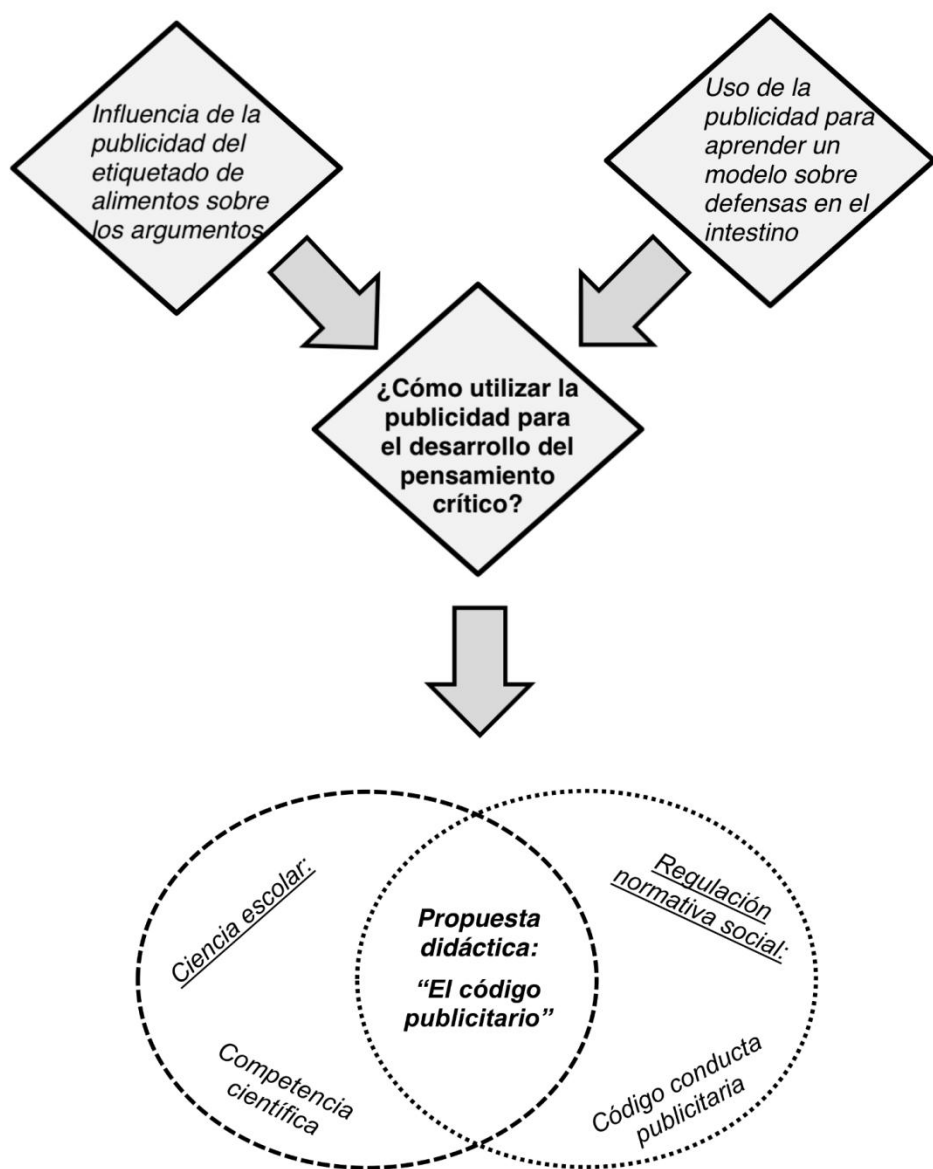 Influencia de la
publicidad del
etiquetado de
alimentos sobre
los argumentos
Uso de la
publicidad para
aprender un
modelo sobre
defensas en el
intestino
¿Cómo utilizar la
publicidad para
el desarrollo del
pensamiento
crítico?
Ciencia escolar:
Competencia
científica
Propuesta
didáctica:
“El código
publicitario”
Regulación
normativa social:
Código conducta
publicitaria